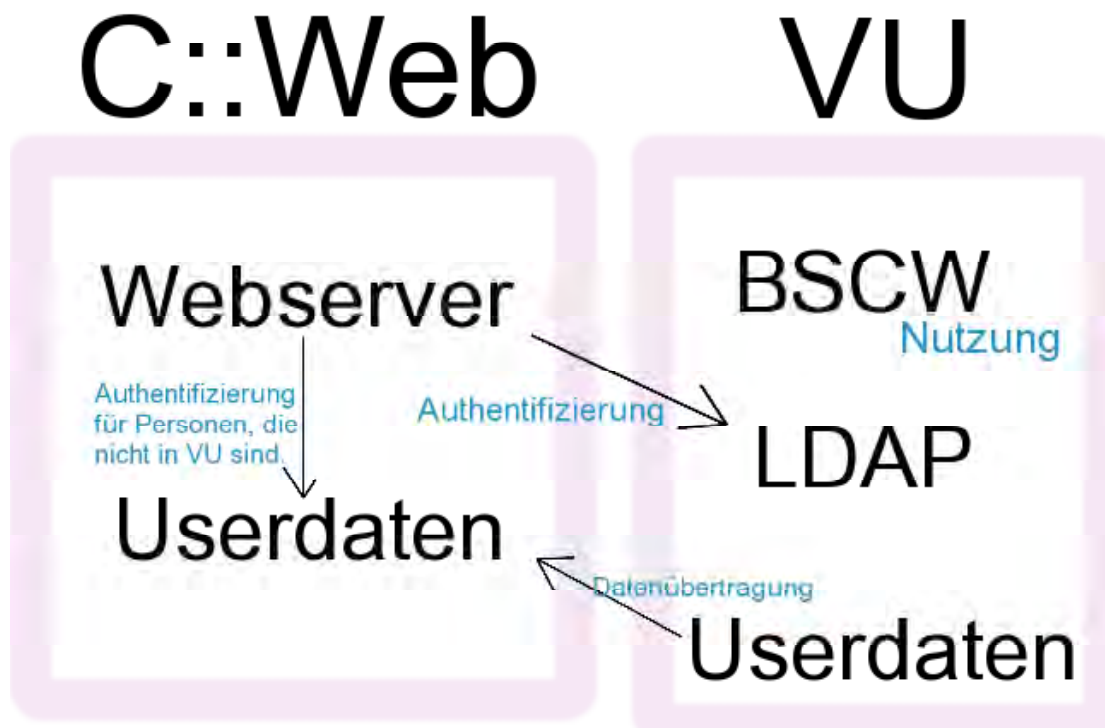 C::Web
VU
Webserver
BSCW
Nutzung
Authentifizierung
für Personen, die
nicht in VU sind.
Authentifizierung
LDAP
Userdaten
Datenübertragung
Userdaten